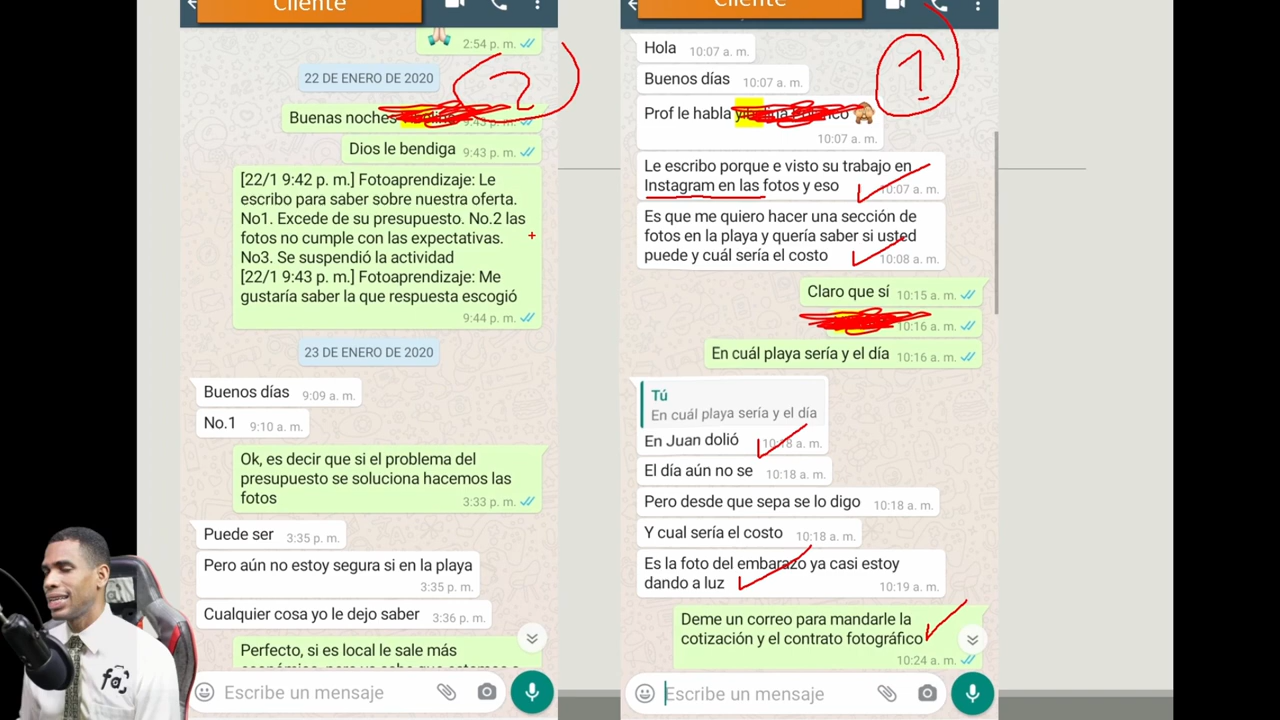 Cliente
2:54 p. m.
22 DE ENERO DE 2020
2
Buenas noches
9:43 p. m.
Dios le bendiga 9:43 p. m.
[22/1 9:42 p. m.] Fotoaprendizaje: Le
escribo para saber sobre nuestra oferta.
No1. Excede de su presupuesto. No.2 las
fotos no cumple con las expectativas.
No3. Se suspendió la actividad
[22/1 9:43 p. m.] Fotoaprendizaje: Me
gustaría saber la que respuesta escogió
9:44 p. m.
23 DE ENERO DE 2020
Buenos días 9:09 a. m.
No.1 9:10 a. m.
Ok, es decir que si el problema del
presupuesto se soluciona hacemos las
fotos 3:33 p. m.
Puede ser 3:35 p. m.
Pero aún no estoy segura si en la playa
3:35 p. m.
Cualquier cosa yo le dejo saber 3:36 p. m.
Perfecto, si es local le sale más
Escribe un mensaje
fa
Cliente
1
Hola 10:07 a. m.
Buenos días 10:07 a. m.
Prof le habla
10:07 a. m.
Le escribo porque e visto su trabajo en
Instagram en las fotos y eso 10:07 a. m.
Es que me quiero hacer una sección de
fotos en la playa y quería saber si usted
puede y cuál sería el costo 10:08 a. m.
Claro que sí 10:15 a. m.
10:16 a. m.
En cuál playa sería y el día 10:16 a. m.
Tú
En cuál playa sería y el día
En Juan dolió 10:18 a. m.
El día aún no se 10:18 a. m.
Pero desde que sepa se lo digo 10:18 a. m.
Y cual sería el costo 10:18 a. m.
Es la foto del embarazo ya casi estoy
dando a luz 10:19 a. m.
Deme un correo para mandarle la
cotización y el contrato fotográfico
10:24 a. m.
Escribe un mensaje